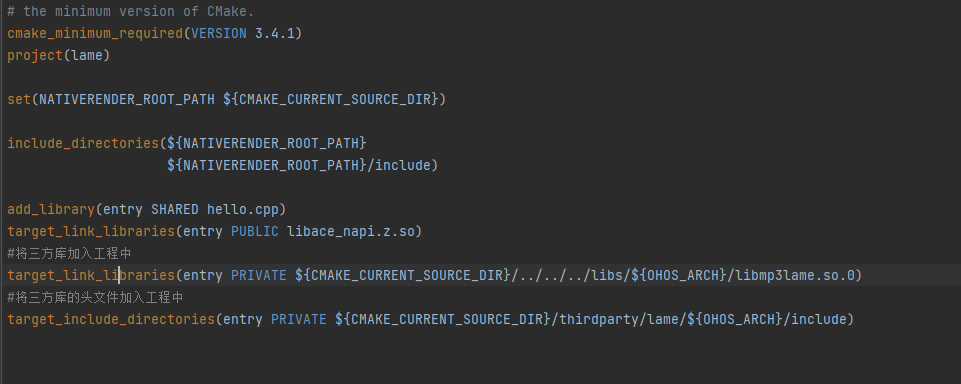 # the minimum version of CMake.
cmake_minimum_required(VERSION 3.4.1)
project(lame)
set(NATIVERENDER_ROOT_PATH ${CMAKE_CURRENT_SOURCE_DIR})
include_directories(${NATIVERENDER_ROOT_PATH}
${NATIVERENDER_ROOT_PATH}/include)
add_library(entry SHARED hello.cpp)
target_link_libraries(entry PUBLIC libace_napi.z.so)
#将三方库加入工程中
target_link_libraries(entry PRIVATE ${CMAKE_CURRENT_SOURCE_DIR}/../../../libs/${OHOS_ARCH}/libmp3lame.so.0)
#将三方库的头文件加入工程中
target_include_directories(entry PRIVATE ${CMAKE_CURRENT_SOURCE_DIR}/thirdparty/lame/${OHOS_ARCH}/include)